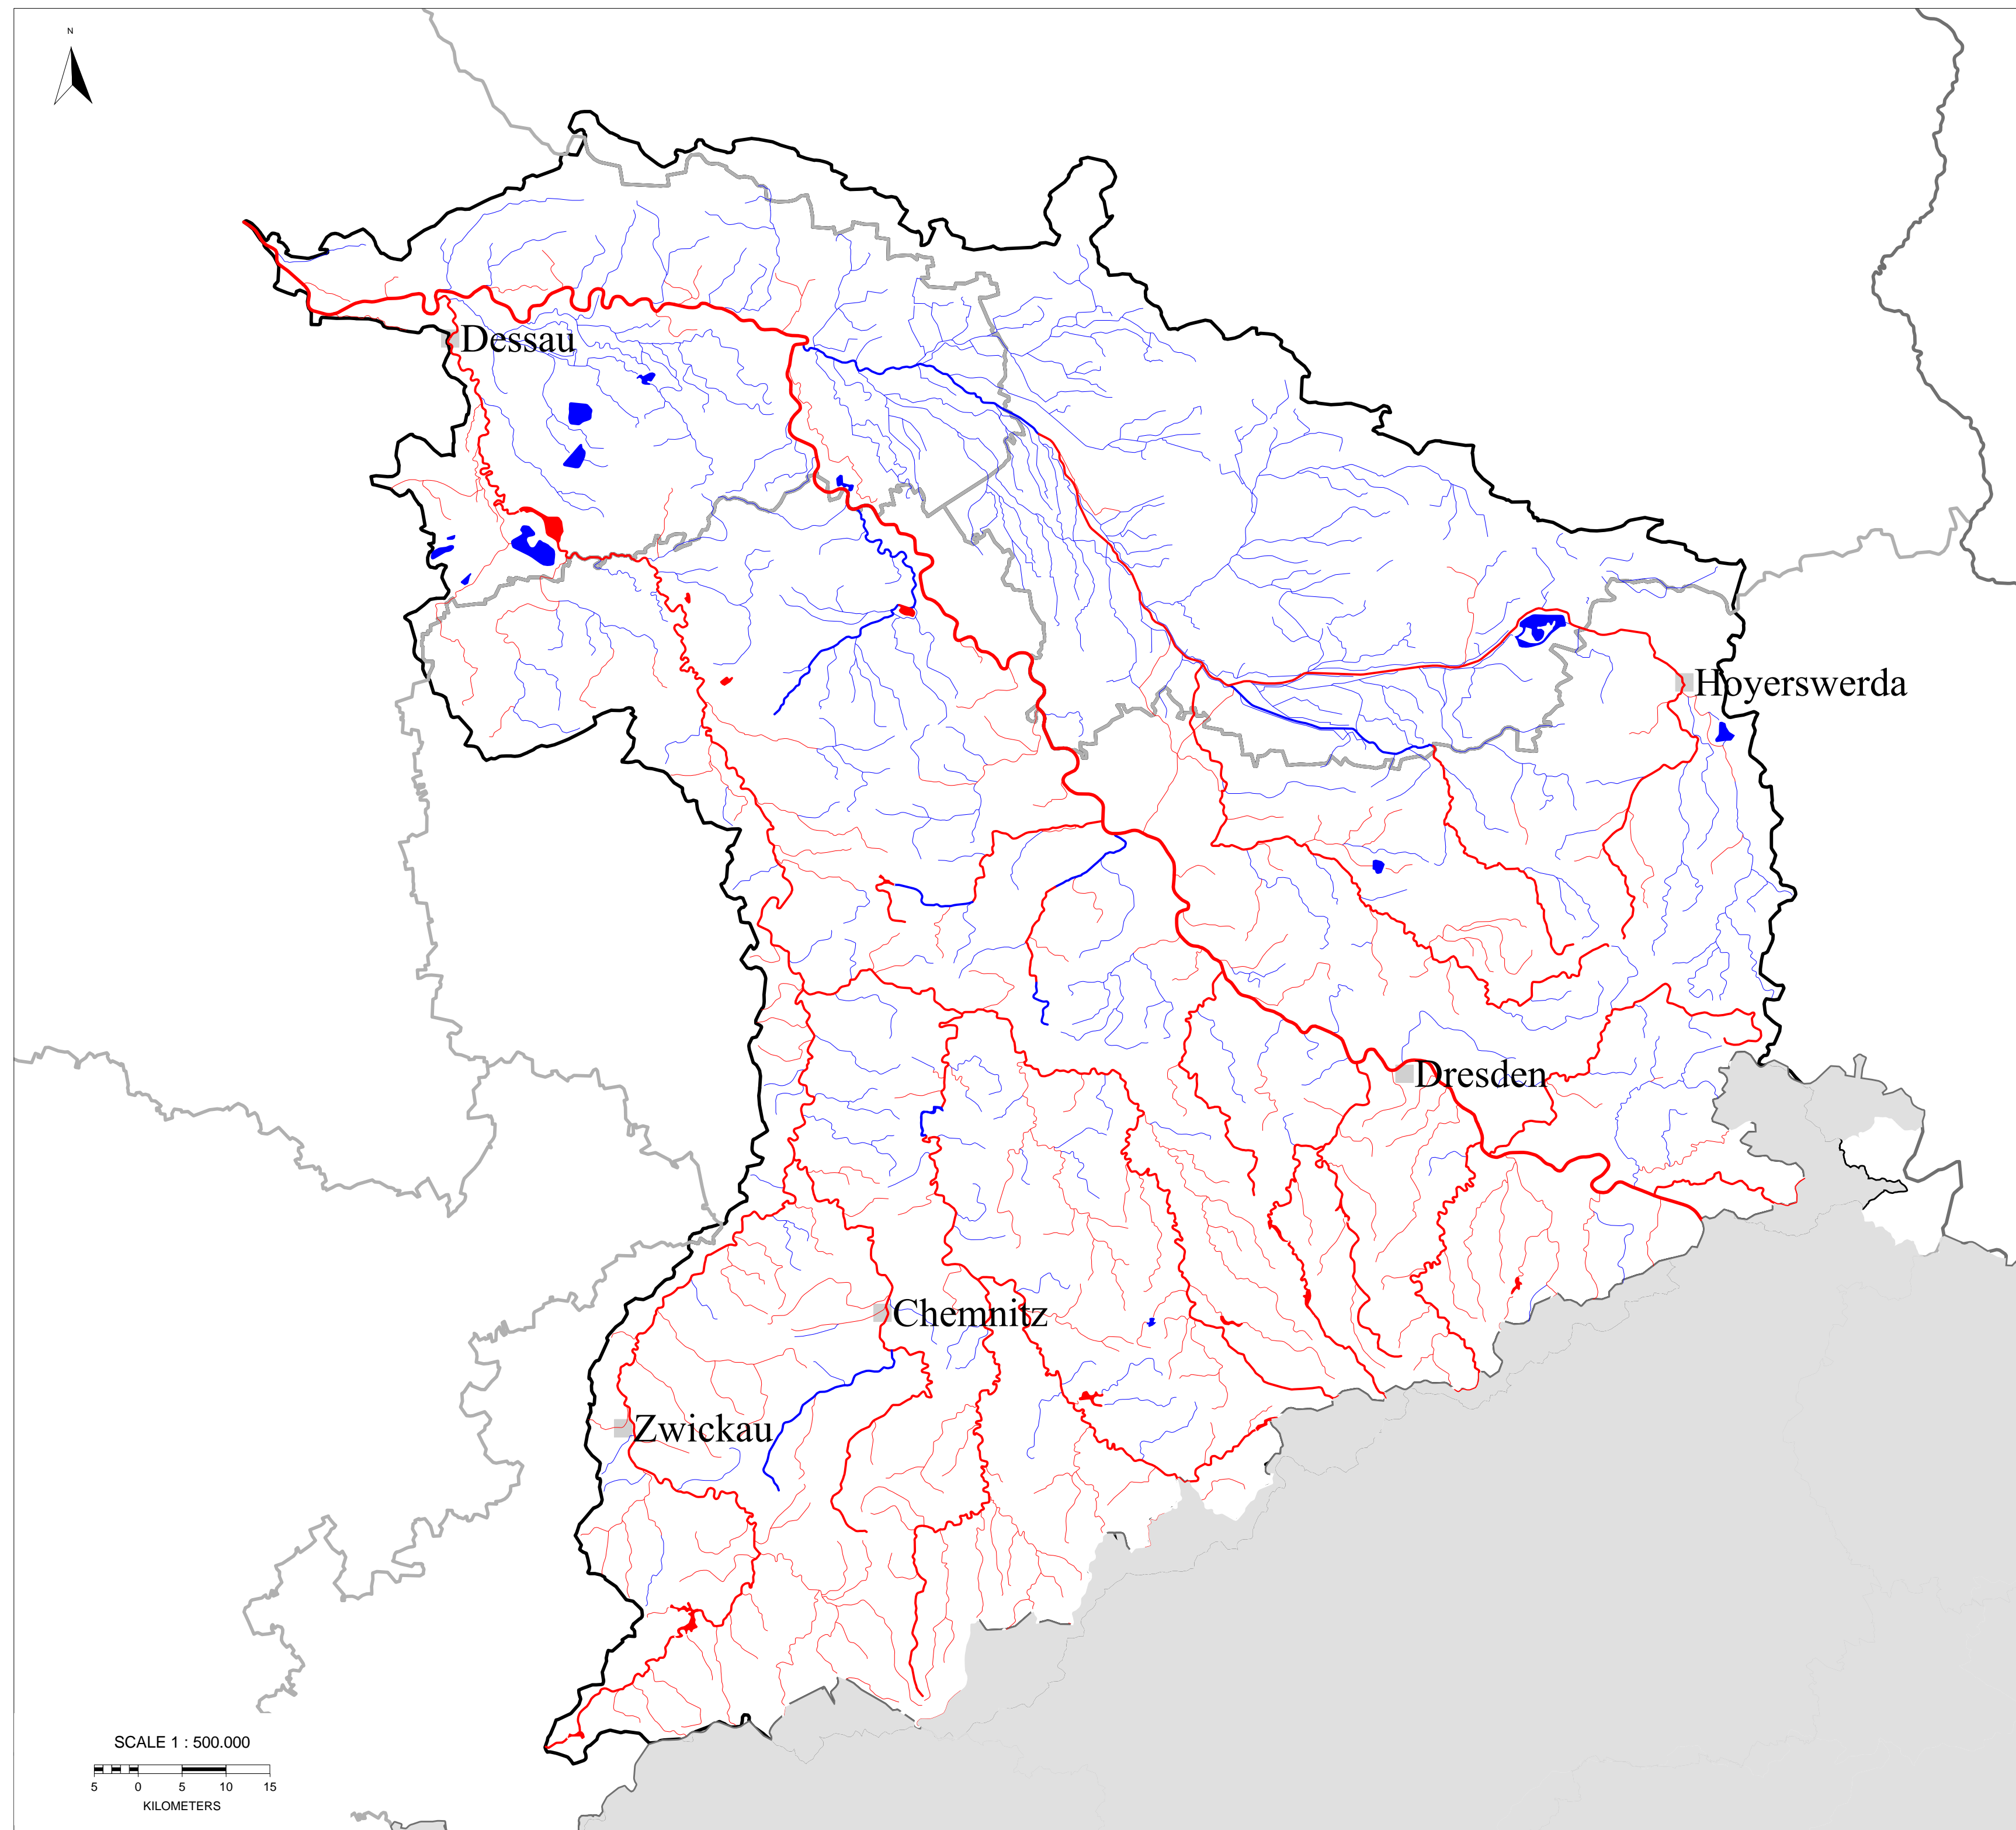 N
Dessau
Hoyerswerda
Dresden
Chemnitz
Zwickau
SCALE 1 : 500.000
5 0 5 10 15
KILOMETERS